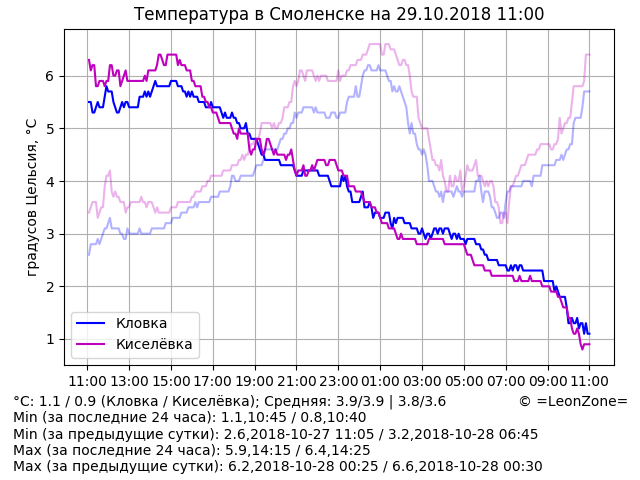 Температура в Смоленске на 29.10.2018 11:00
градусов Цельсия, °C
6
5
4
3
2
1
Кловка
Киселёвка
11:00 13:00 15:00 17:00 19:00 21:00 23:00 01:00 03:00 05:00 07:00 09:00 11:00
°C: 1.1 / 0.9 (Кловка / Киселёвка); Средняя: 3.9/3.9 | 3.8/3.6 © =LeonZone=
Min (за последние 24 часа): 1.1,10:45 / 0.8,10:40
Min (за предыдущие сутки): 2.6,2018-10-27 11:05 / 3.2,2018-10-28 06:45
Max (за последние 24 часа): 5.9,14:15 / 6.4,14:25
Max (за предыдущие сутки): 6.2,2018-10-28 00:25 / 6.6,2018-10-28 00:30